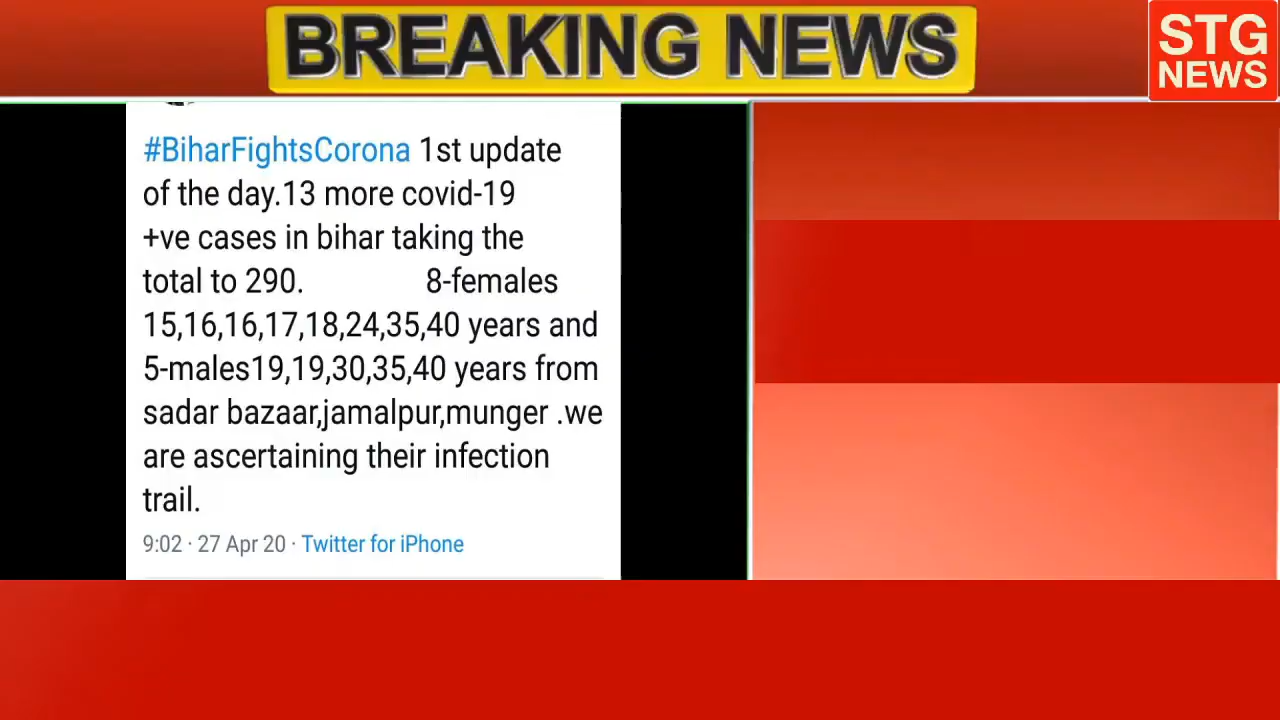 BREAKING NEWS
STG
NEWS
#BiharFightsCorona 1st update
of the day.13 more covid-19
+ve cases in bihar taking the
total to 290. 8-females
15,16,16,17,18,24,35,40 years and
5-males19,19,30,35,40 years from
sadar bazaar,jamalpur,munger .we
are ascertaining their infection
trail.
9:02 · 27 Apr 20 · Twitter for iPhone